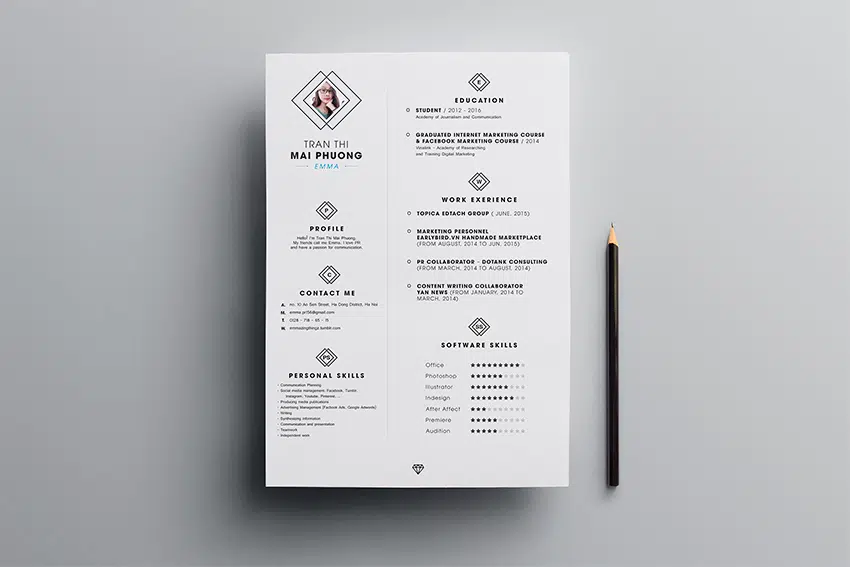 TRAN THI
MAI PHUONG
EMMA
P
PROFILE
Hello! I'm Tran Thi Mai Phuong.
My friends call me Emma. I love PR
and have a passion for communication.
C
CONTACT ME
A. no. 10 Ao Sen Street, Ha Dong District, Ha Noi
M. emma.pr156@gmail.com
T. 0128 - 718 - 65 - 15
W. emmazingthings.tumblr.com
PS
PERSONAL SKILLS
- Communication Planning
- Social media management: Facebook, Tumblr,
Instagram, Youtube, Pinterest, ...
- Producing media publications
- Advertising Management (Facbook Ads, Google Adwords)
- Writing
- Synthesizing information
- Communication and presentation
- Teamwork
- Independent work
E
EDUCATION
STUDENT / 2012 - 2016
Academy of Journalism and Communication
GRADUATED INTERNET MARKETING COURSE
& FACEBOOK MARKETING COURSE / 2014
Vinalink - Academy of Researching
and Training Digital Marketing
W
WORK EXERIENCE
TOPICA EDTACH GROUP ( JUNE, 2015)
MARKETING PERSONNEL
EARLYBIRD.VN HANDMADE MARKETPLACE
(FROM AUGUST, 2014 TO JUN, 2015)
PR COLLABORATOR - DOTANK CONSULTING
(FROM MARCH, 2014 TO AUGUST, 2014)
CONTENT WRITING COLLABORATOR
YAN NEWS (FROM JANUARY, 2014 TO
MARCH, 2014)
SS
SOFTWARE SKILLS
Office
Photoshop
Illustrator
Indesign
After Affect
Premiere
Audition